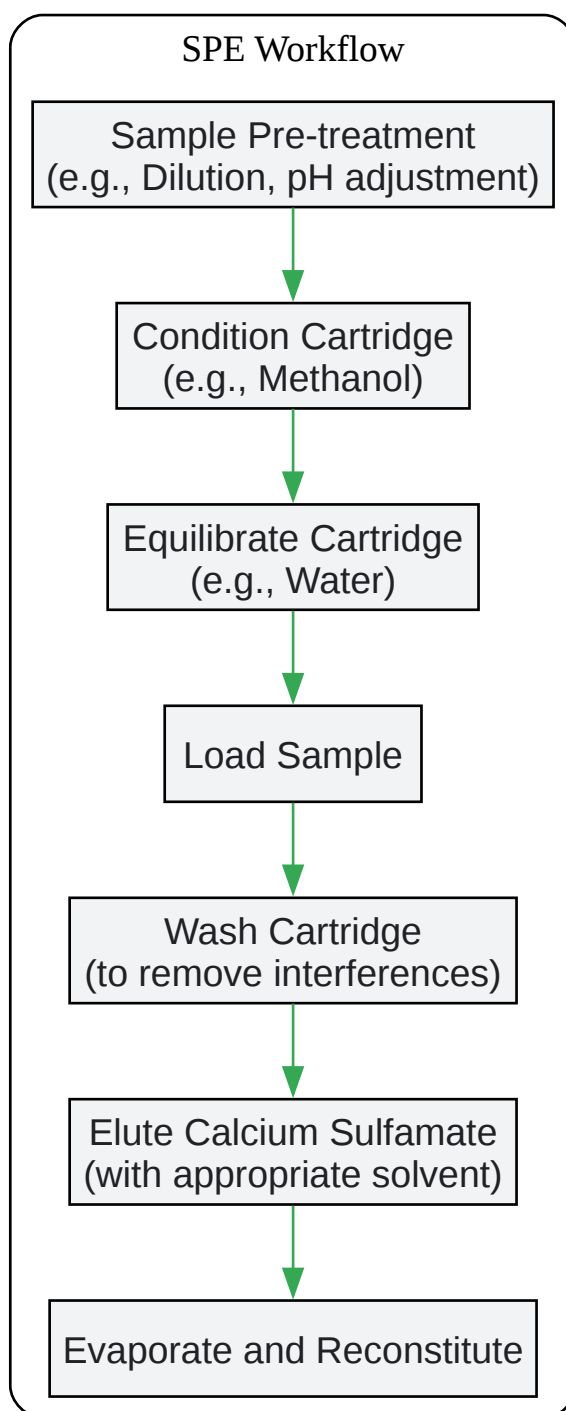 SPE Workflow
Sample Pre-treatment
(e.g., Dilution, pH adjustment)
Condition Cartridge
(e.g., Methanol)
Equilibrate Cartridge
(e.g., Water)
Load Sample
Wash Cartridge
(to remove interferences)
Elute Calcium Sulfamate
(with appropriate solvent)
Evaporate and Reconstitute